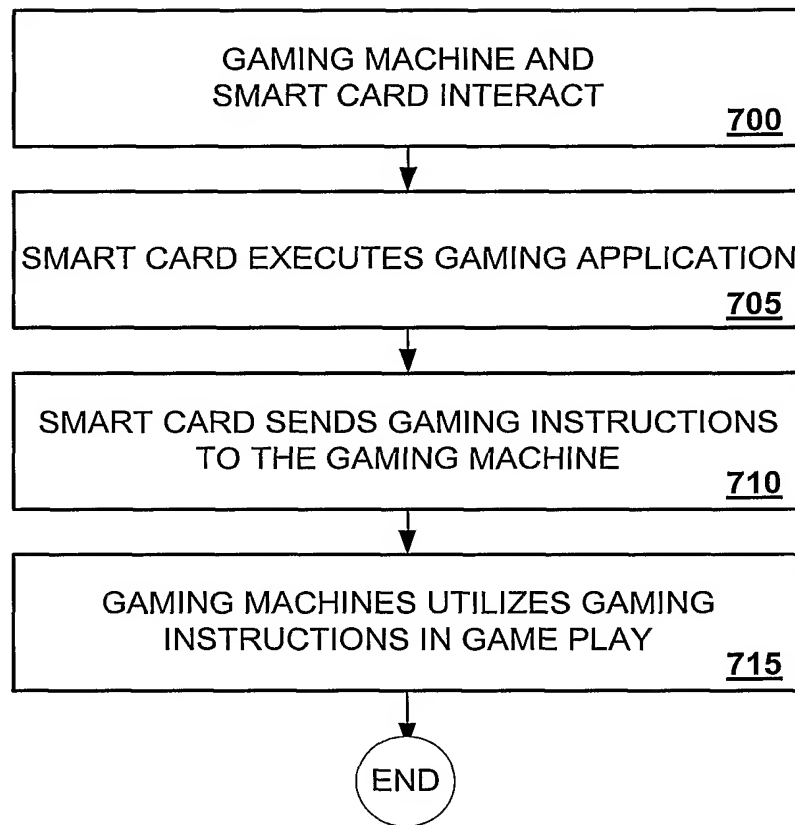 GAMING MACHINE AND
SMART CARD INTERACT
700
SMART CARD EXECUTES GAMING APPLICATION
705
SMART CARD SENDS GAMING INSTRUCTIONS
TO THE GAMING MACHINE
710
GAMING MACHINES UTILIZES GAMING
INSTRUCTIONS IN GAME PLAY
715
END